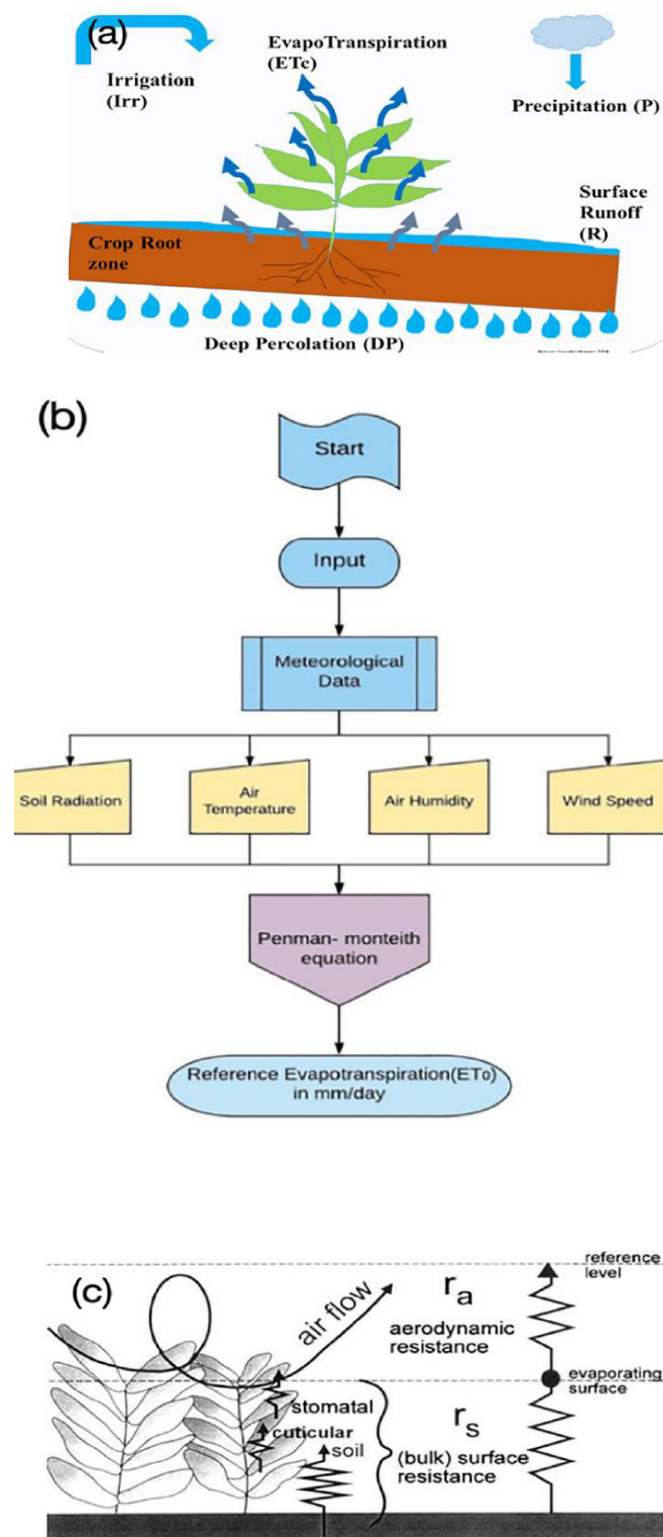 (a)
EvapoTranspiration
(ETc)
Irrigation
(Irr)
Precipitation (P)
Surface
Runoff
(R)
Crop Root
zone
Deep Percolation (DP)
(b)
Start
Input
Meteorological
Data
Soil Radiation
Air
Temperature
Air Humidity
Wind Speed
Penman- monteith
equation
Reference Evapotranspiration(ET₀)
in mm/day
(c)
reference
level
air flow
rₐ
aerodynamic
resistance
evaporating
surface
stomatal
cuticular
soil
rₛ
(bulk) surface
resistance